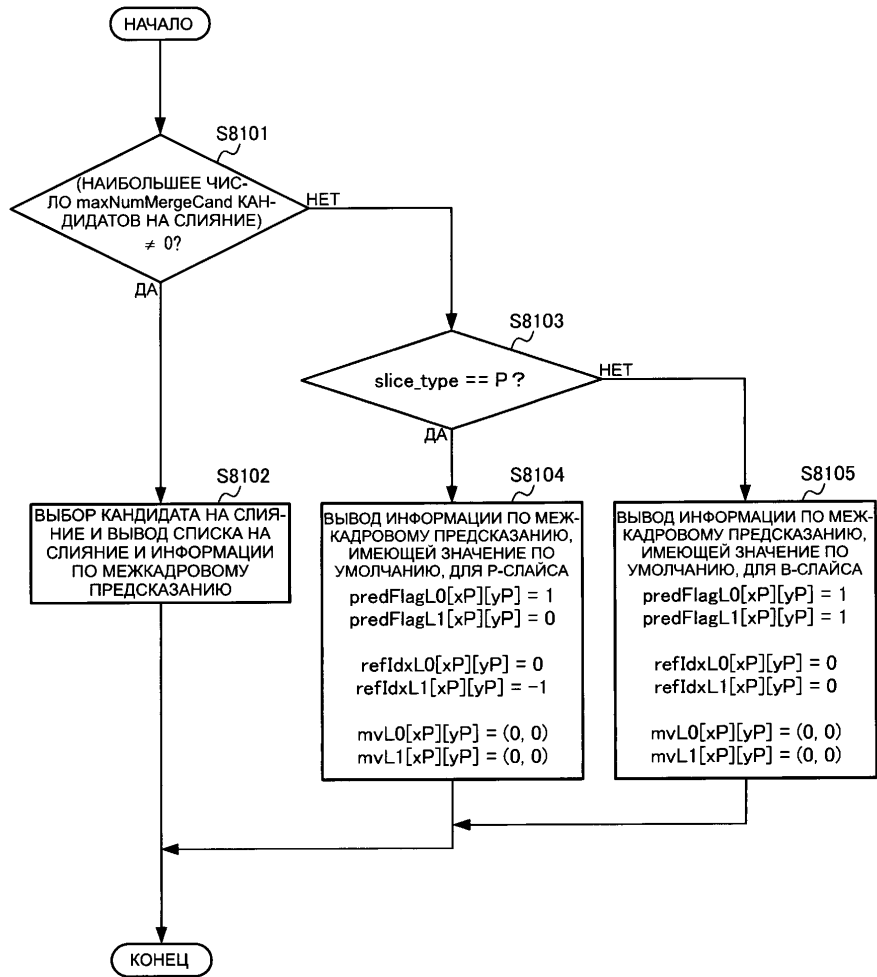 НАЧАЛО
S8101
(НАИБОЛЬШЕЕ ЧИС-
ЛО maxNumMergeCand КАН-
ДИДАТОВ НА СЛИЯНИЕ)
≠ 0?
НЕТ
ДА
S8103
slice_type == P?
НЕТ
ДА
S8102
ВЫБОР КАНДИДАТА НА СЛИЯ-
НИЕ И ВЫВОД СПИСКА НА
СЛИЯНИЕ И ИНФОРМАЦИИ
ПО МЕЖКАДРОВОМУ
ПРЕДСКАЗАНИЮ
S8104
ВЫВОД ИНФОРМАЦИИ ПО МЕЖ-
КАДРОВОМУ ПРЕДСКАЗАНИЮ,
ИМЕЮЩЕЙ ЗНАЧЕНИЕ ПО
УМОЛЧАНИЮ, ДЛЯ P-СЛАЙСА
predFlagL0[xP][yP] = 1
predFlagL1[xP][yP] = 0
refIdxL0[xP][yP] = 0
refIdxL1[xP][yP] = -1
mvL0[xP][yP] = (0, 0)
mvL1[xP][yP] = (0, 0)
S8105
ВЫВОД ИНФОРМАЦИИ ПО МЕЖ-
КАДРОВОМУ ПРЕДСКАЗАНИЮ,
ИМЕЮЩЕЙ ЗНАЧЕНИЕ ПО
УМОЛЧАНИЮ, ДЛЯ B-СЛАЙСА
predFlagL0[xP][yP] = 1
predFlagL1[xP][yP] = 1
refIdxL0[xP][yP] = 0
refIdxL1[xP][yP] = 0
mvL0[xP][yP] = (0, 0)
mvL1[xP][yP] = (0, 0)
КОНЕЦ